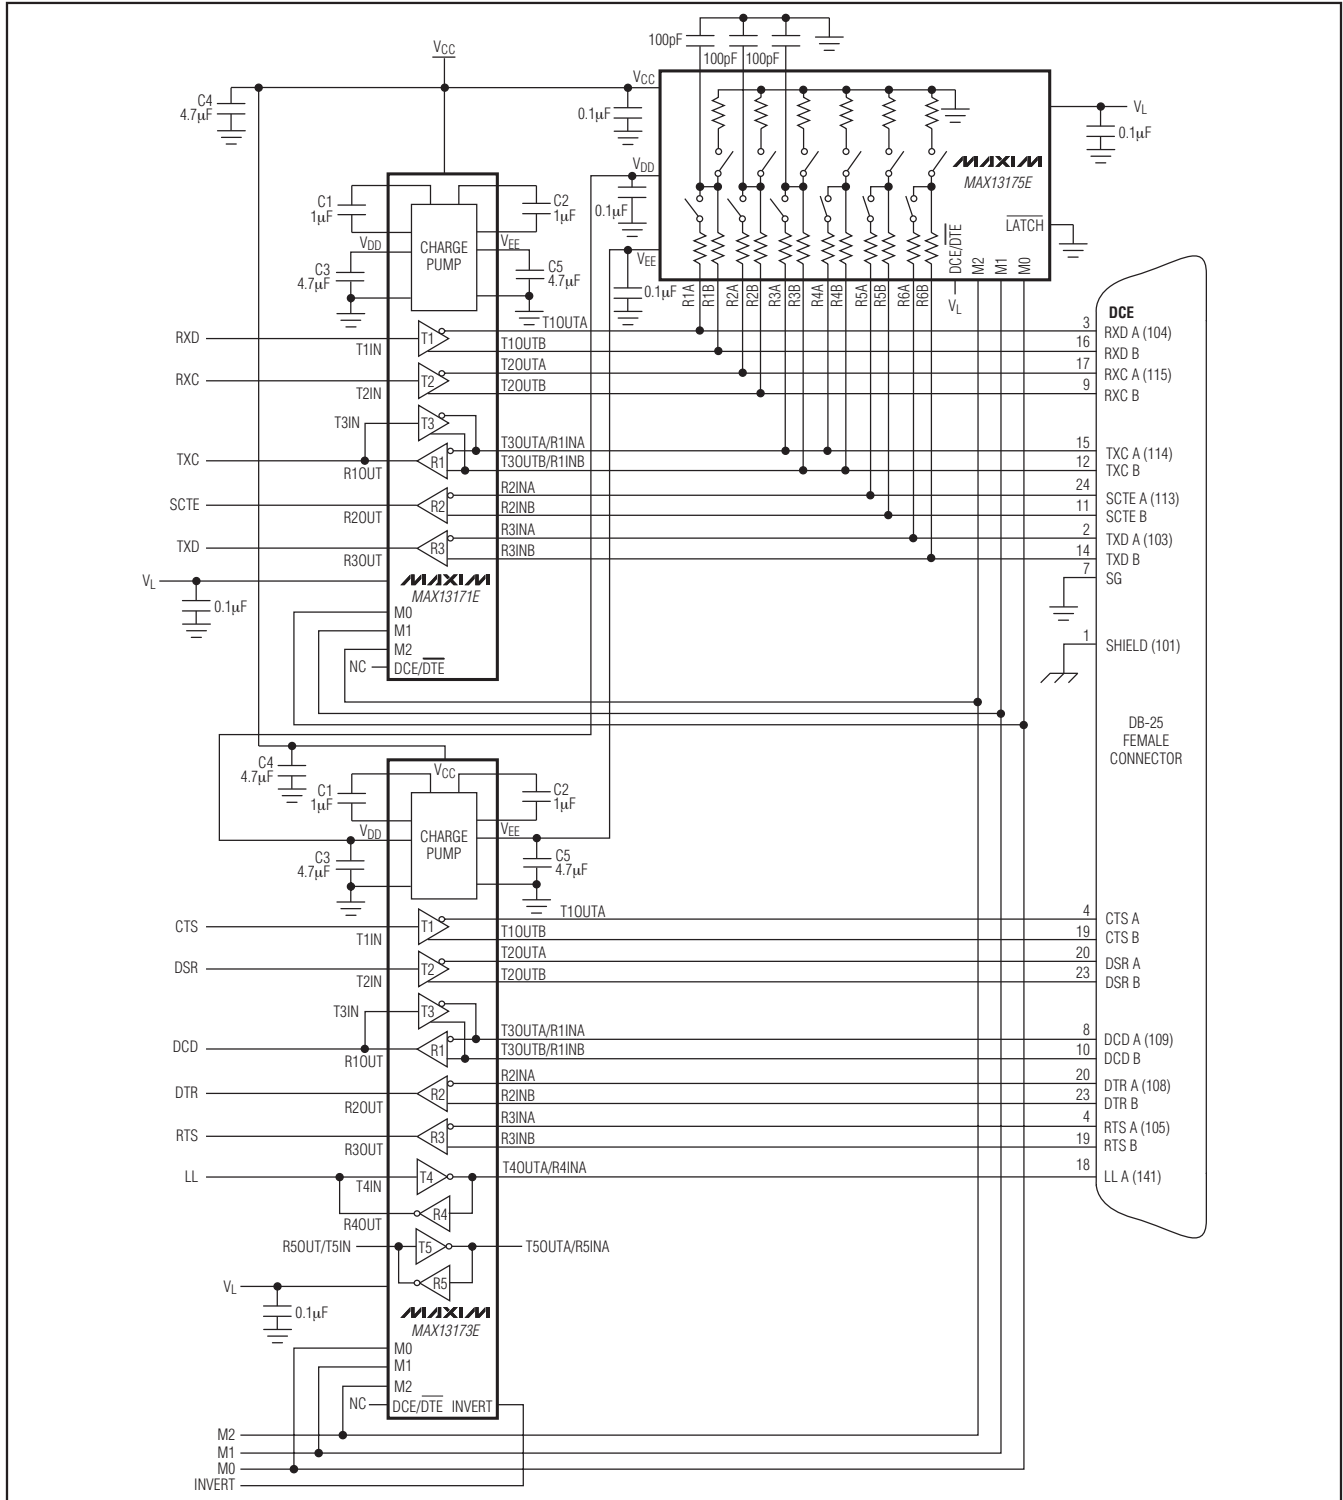 VCC
100pF
100pF 100pF
C4
4.7µF
0.1µF
VCC
VL
0.1µF
MAXIM
MAX13175E
VDD
0.1µF
LATCH
VEE
0.1µF
R1A
R1B
R2A
R2B
R3A
R3B
R4A
R4B
R5A
R5B
R6A
R6B
DCE/DTE
M2
M1
M0
VL
C1
1µF
C2
1µF
VDD
CHARGE
PUMP
VEE
C3
4.7µF
C5
4.7µF
DCE
RXD
T1IN
T1
T1OUTA
3
RXD A (104)
T1OUTB
16
RXD B
RXC
T2IN
T2
T2OUTA
17
RXC A (115)
T2OUTB
9
RXC B
T3IN
T3
TXC
R1OUT
R1
T3OUTA/R1INA
15
TXC A (114)
T3OUTB/R1INB
12
TXC B
SCTE
R2OUT
R2
R2INA
24
SCTE A (113)
R2INB
11
SCTE B
TXD
R3OUT
R3
R3INA
2
TXD A (103)
R3INB
14
TXD B
7
SG
VL
0.1µF
MAXIM
MAX13171E
M0
M1
M2
NC
DCE/DTE
1
SHIELD (101)
DB-25
FEMALE
CONNECTOR
C4
4.7µF
VCC
C1
1µF
C2
1µF
VDD
CHARGE
PUMP
VEE
C3
4.7µF
C5
4.7µF
CTS
T1IN
T1
T1OUTA
4
CTS A
T1OUTB
19
CTS B
DSR
T2IN
T2
T2OUTA
20
DSR A
T2OUTB
23
DSR B
T3IN
T3
DCD
R1OUT
R1
T3OUTA/R1INA
8
DCD A (109)
T3OUTB/R1INB
10
DCD B
DTR
R2OUT
R2
R2INA
20
DTR A (108)
R2INB
23
DTR B
RTS
R3OUT
R3
R3INA
4
RTS A (105)
R3INB
19
RTS B
LL
T4IN
T4
T4OUTA/R4INA
18
LL A (141)
R4OUT
R4
R5OUT/T5IN
T5
T5OUTA/R5INA
R5
VL
0.1µF
MAXIM
MAX13173E
M0
M1
M2
NC
DCE/DTE INVERT
M2
M1
M0
INVERT